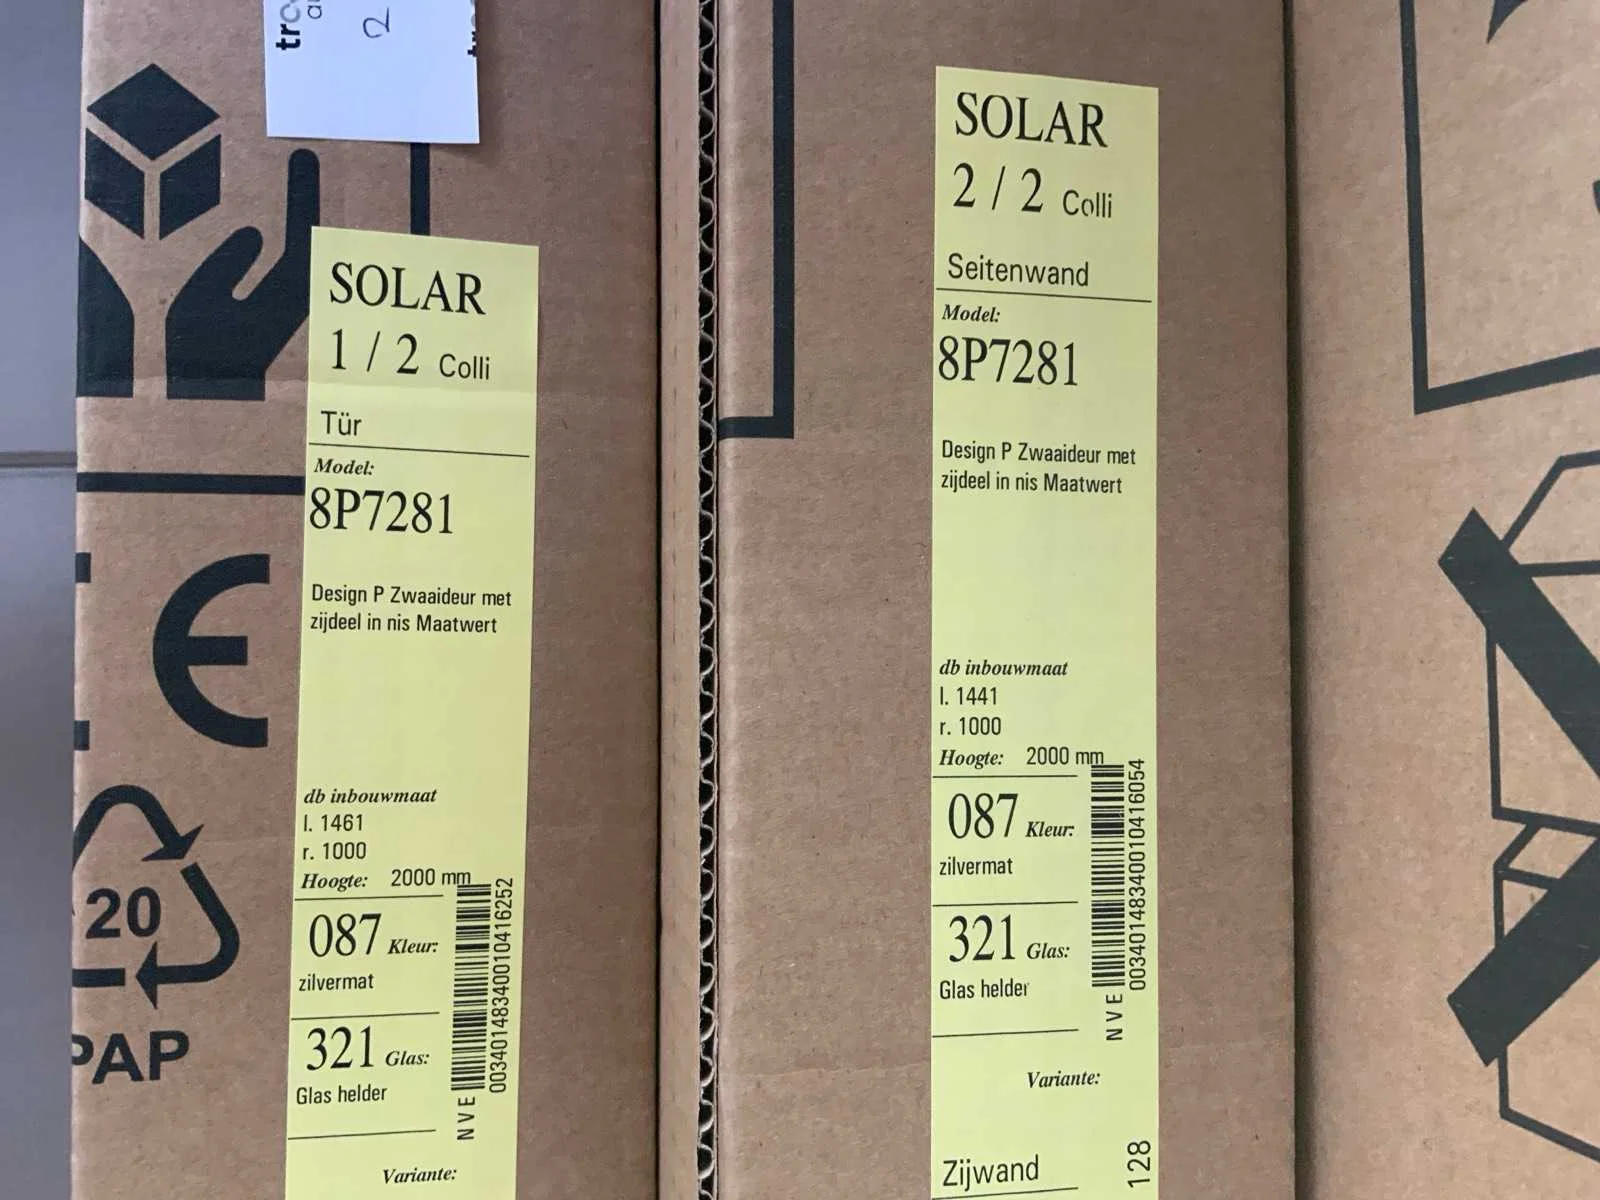 2
SOLAR
1 / 2 Colli
Tür
Model:
8P7281
Design P Zwaaideur met
zijdeel in nis Maatwert
db inbouwmaat
l. 1461
r. 1000
Hoogte: 2000 mm
087 Kleur:
zilvermat
321 Glas:
Glas helder
Variante:
NVE
00340148340010416252
CE
20
PAP
SOLAR
2 / 2 Colli
Seitenwand
Model:
8P7281
Design P Zwaaideur met
zijdeel in nis Maatwert
db inbouwmaat
l. 1441
r. 1000
Hoogte: 2000 mm
087 Kleur:
zilvermat
321 Glas:
Glas helder
Variante:
Zijwand
NVE
00340148340010416054
128